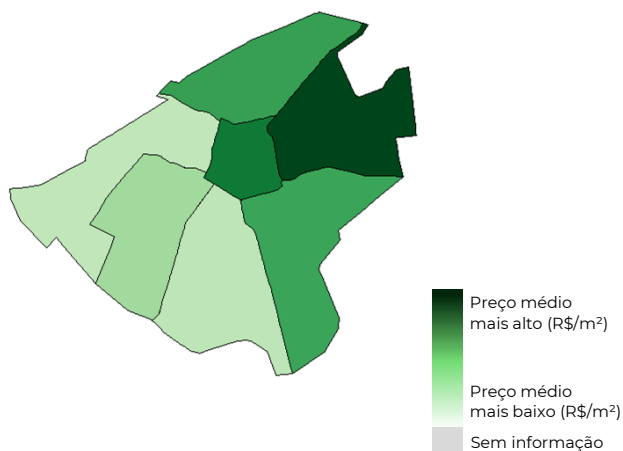 Preço médio
mais alto (R$/m²)
Preço médio
mais baixo (R$/m²)
Sem informação